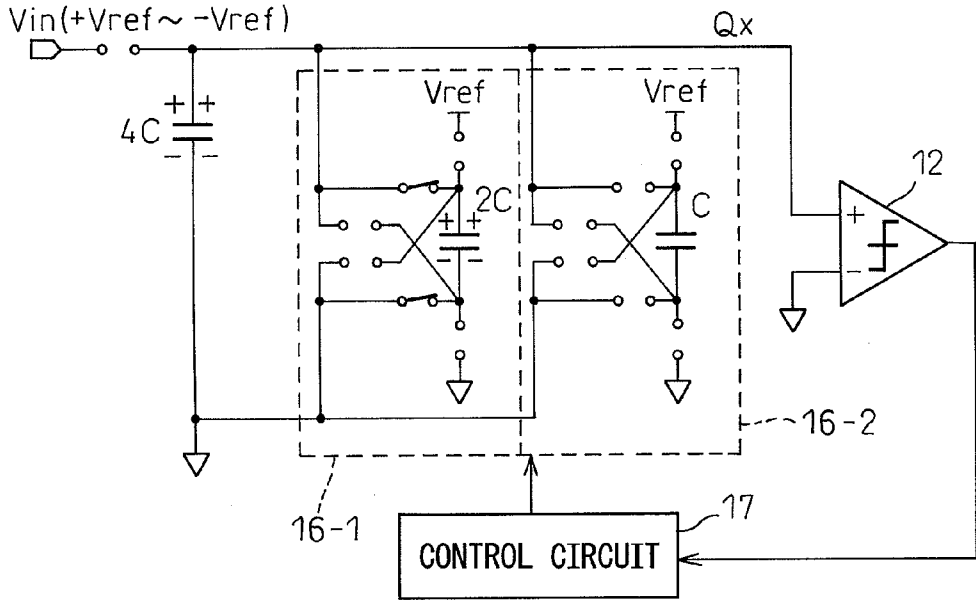 Vin(+Vref~ -Vref)
Qx
Vref
Vref
+ +
4C
- -
2C
+ +
- -
C
12
+
-
16-1
16-2
17
CONTROL CIRCUIT